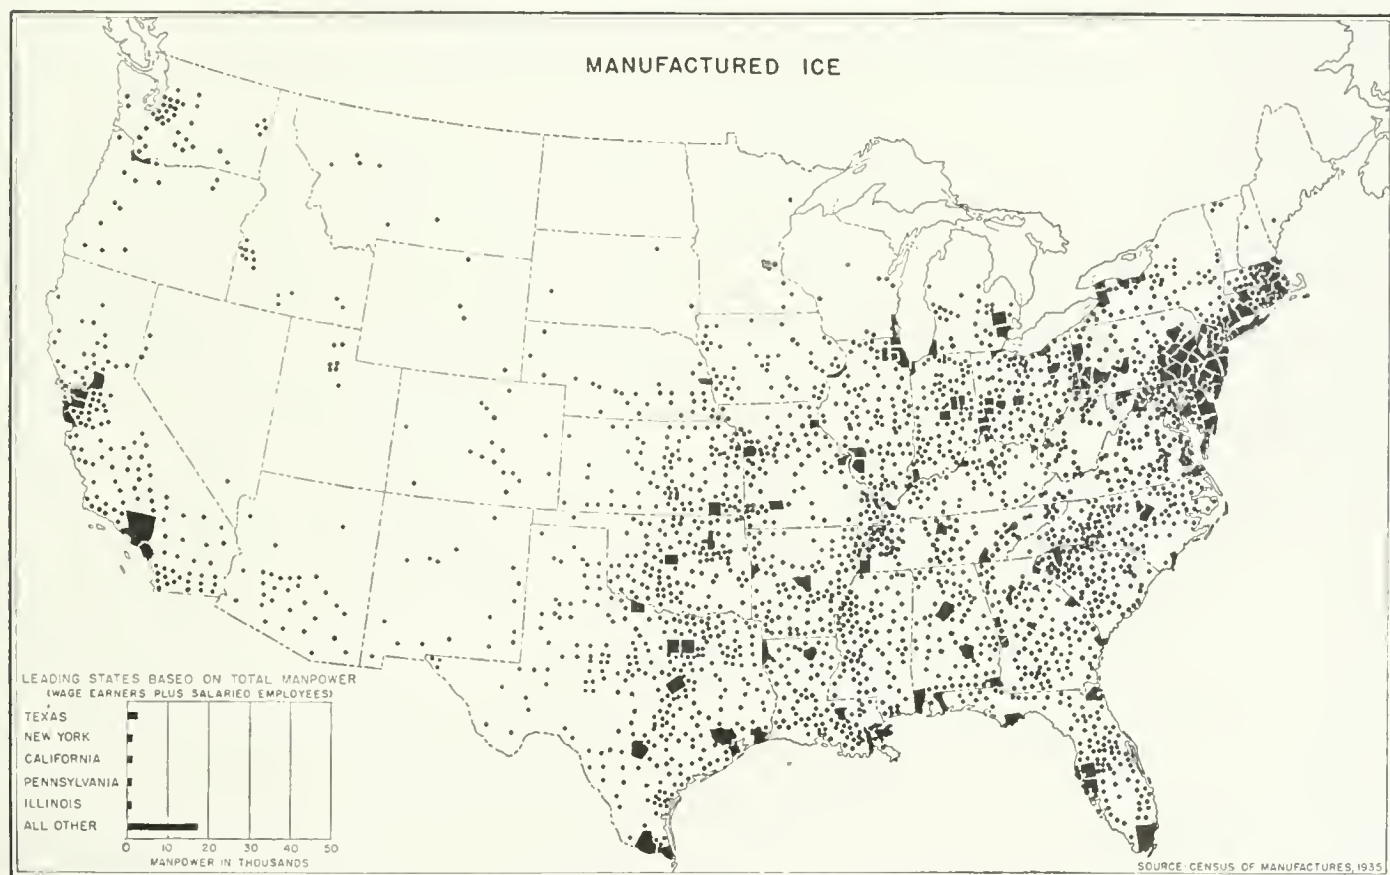 MANUFACTURED ICE
LEADING STATES BASED ON TOTAL MANPOWER
(WAGE EARNERS PLUS SALARIED EMPLOYEES)
TEXAS
NEW YORK
CALIFORNIA
PENNSYLVANIA
ILLINOIS
ALL OTHER
0 10 20 30 40 50
MANPOWER IN THOUSANDS
SOURCE: CENSUS OF MANUFACTURES, 1935